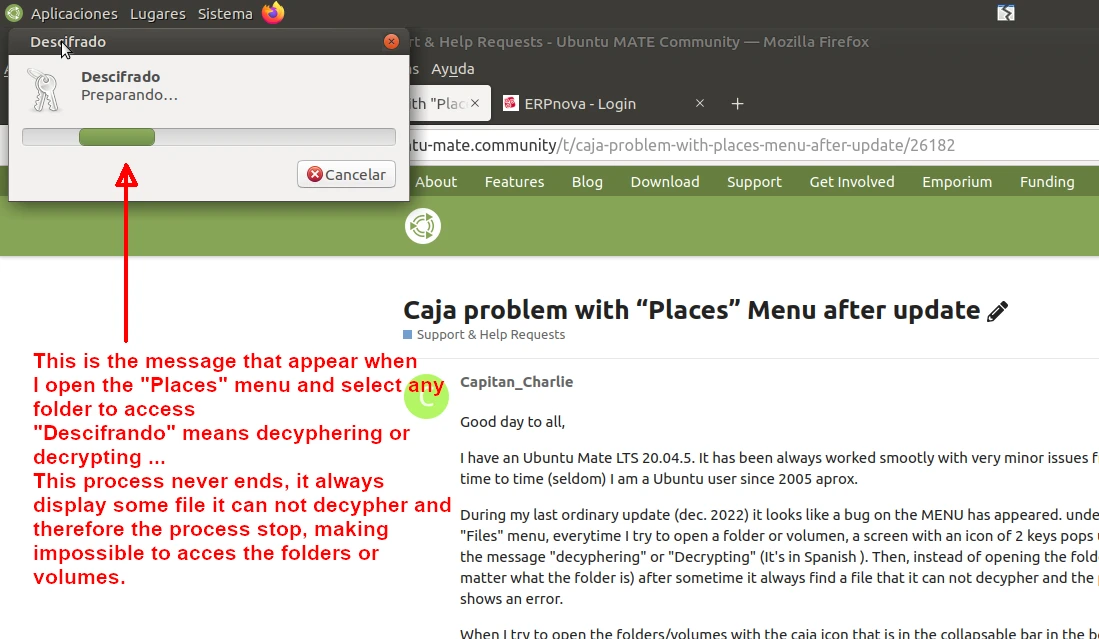 Aplicaciones Lugares Sistema
Descifrado
t & Help Requests - Ubuntu MATE Community — Mozilla Firefox
Ayuda
Descifrado
Preparando...
th "Plac
ERPnova - Login
tu-mate.community/t/caja-problem-with-places-menu-after-update/26182
Cancelar
About Features Blog Download Support Get Involved Emporium Funding
Caja problem with “Places” Menu after update
Support & Help Requests
This is the message that appear when
I open the "Places" menu and select any
folder to access
"Descifrando" means decyphering or
decrypting ...
This process never ends, it always
display some file it can not decypher and
therefore the process stop, making
impossible to acces the folders or
volumes.
C
Capitan_Charlie
Good day to all,
I have an Ubuntu Mate LTS 20.04.5. It has been always worked smootly with very minor issues f
time to time (seldom) I am a Ubuntu user since 2005 aprox.
During my last ordinary update (dec. 2022) it looks like a bug on the MENU has appeared. unde
"Files" menu, everytime I try to open a folder or volumen, a screen with an icon of 2 keys pops
the message "decyphering" or "Decrypting" (It's in Spanish ). Then, instead of opening the fold
matter what the folder is) after sometime it always find a file that it can not decypher and the
shows an error.
When I try to open the folders/volumes with the caja icon that is in the collapsable bar in the b